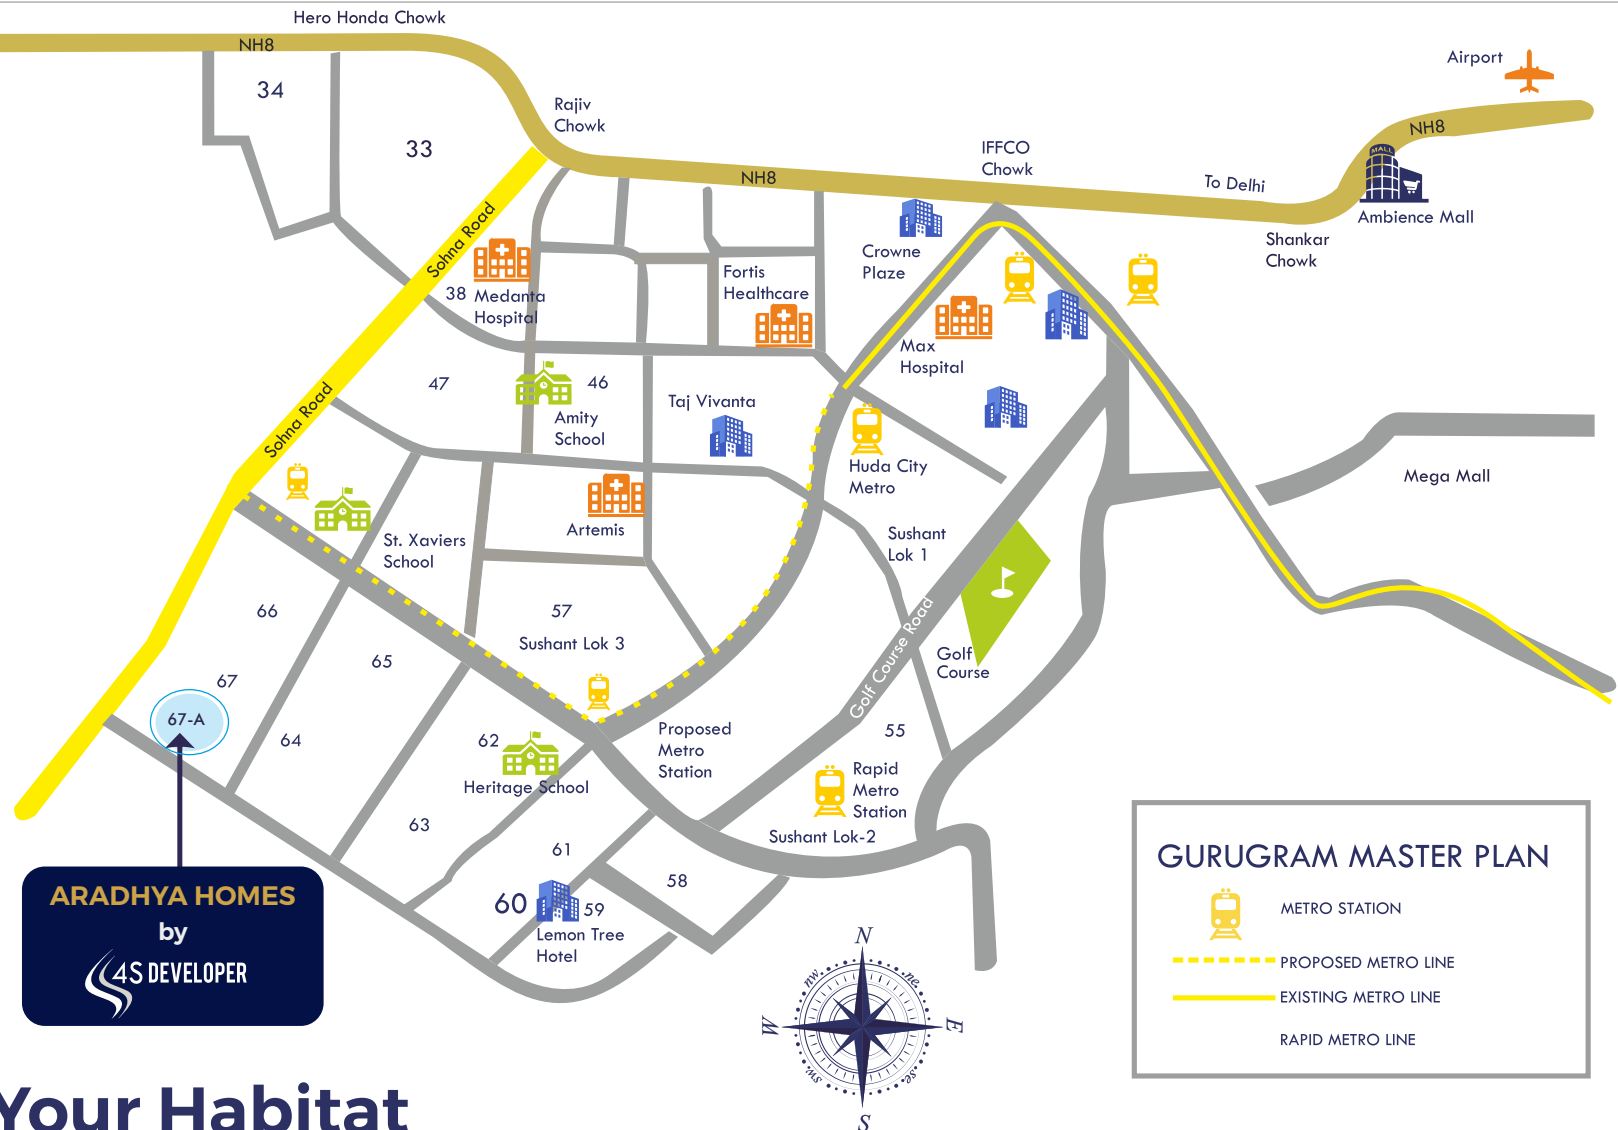 Hero Honda Chowk
NH8
34
33
Rajiv
Chowk
Airport
NH8
IFFCO
Chowk
NH8
To Delhi
MALL
Ambience Mall
Shankar
Chowk
Sohna Road
Crowne
Plaze
38
Medanta
Hospital
Fortis
Healthcare
Max
Hospital
47
46
Amity
School
Taj Vivanta
Sohna Road
Huda City
Metro
Mega Mall
Artemis
St. Xaviers
School
Sushant
Lok 1
66
57
Sushant Lok 3
65
Golf Course Road
Golf
Course
67
67-A
64
62
Heritage School
Proposed
Metro
Station
55
Rapid
Metro
Station
Sushant Lok-2
63
61
58
60
59
Lemon Tree
Hotel
ARADHYA HOMES
by
4S DEVELOPER
GURUGRAM MASTER PLAN
METRO STATION
PROPOSED METRO LINE
EXISTING METRO LINE
RAPID METRO LINE
N
nw
ne
W
E
sw
se
S
Your Habitat